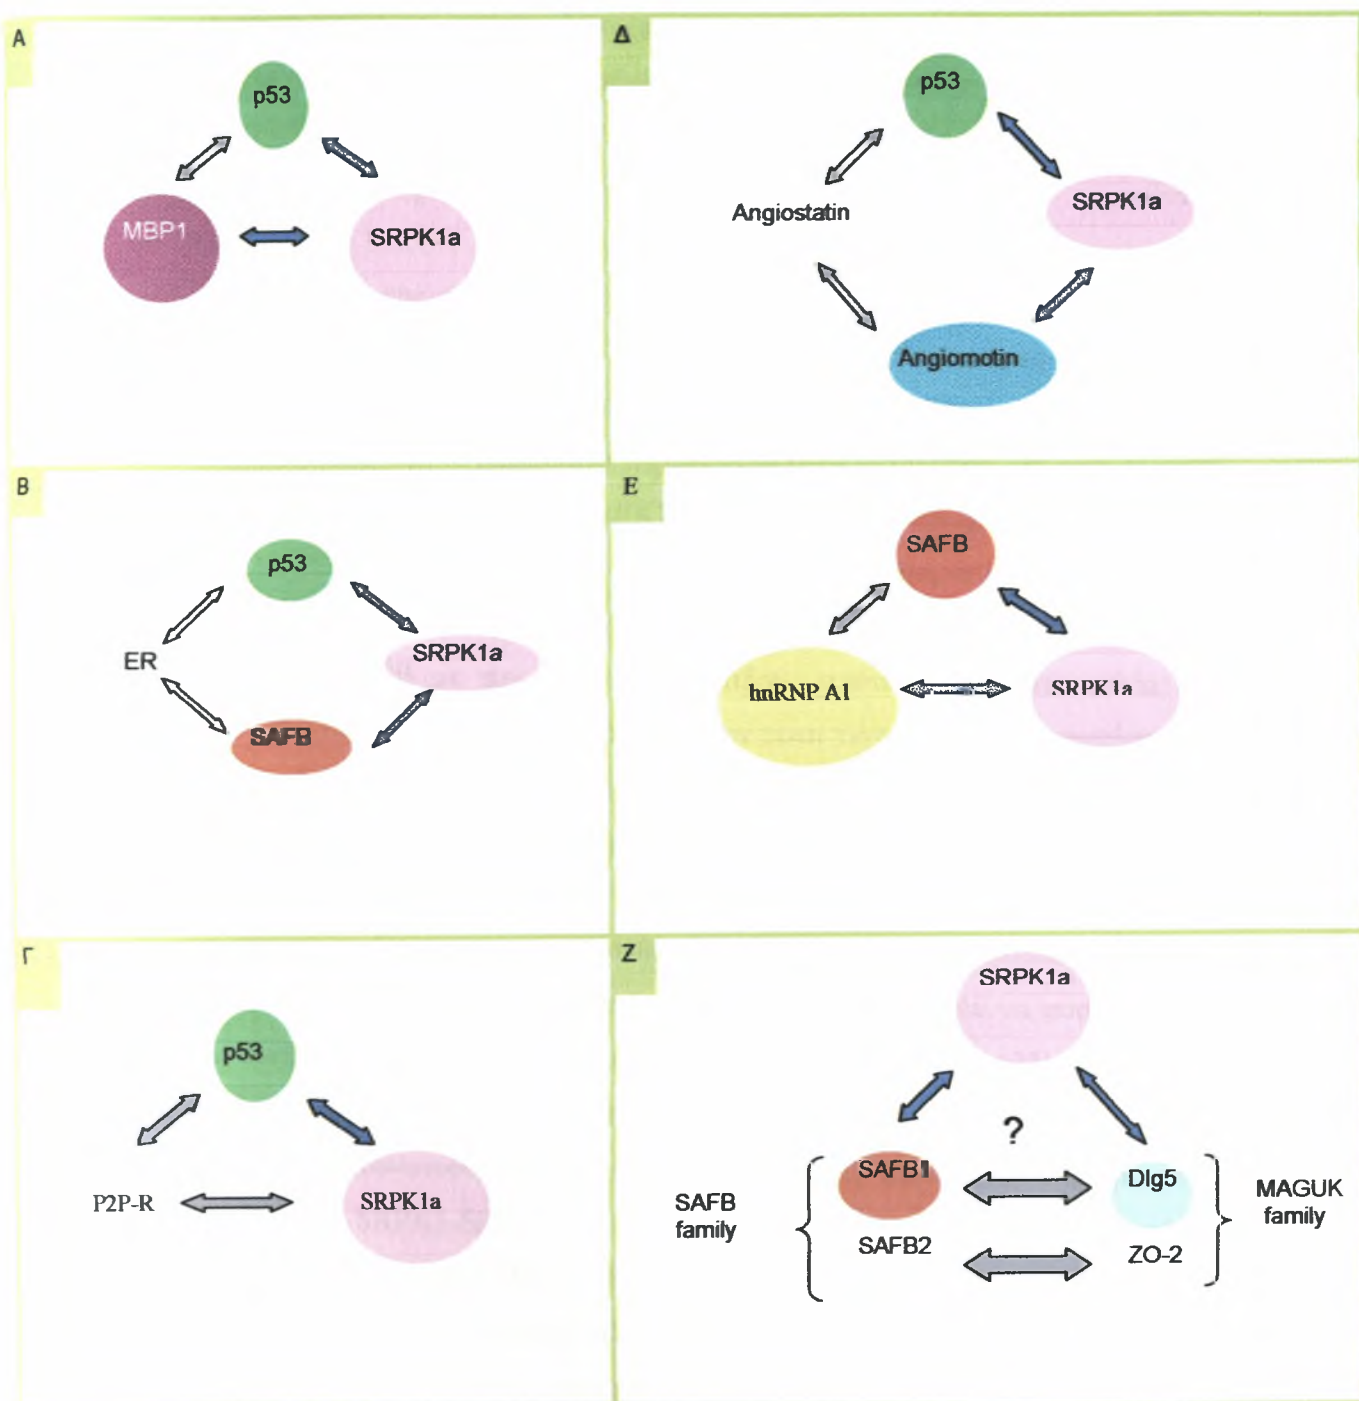 Α
p53
MBP1
SRPK1a
Δ
p53
Angiostatin
SRPK1a
Angiomotin
Β
p53
ER
SRPK1a
SAFB
Ε
SAFB
hnRNP A1
SRPK1a
Γ
p53
P2P-R
SRPK1a
Ζ
SRPK1a
?
SAFB
family
SAFB1
SAFB2
Dlg5
ZO-2
MAGUK
family